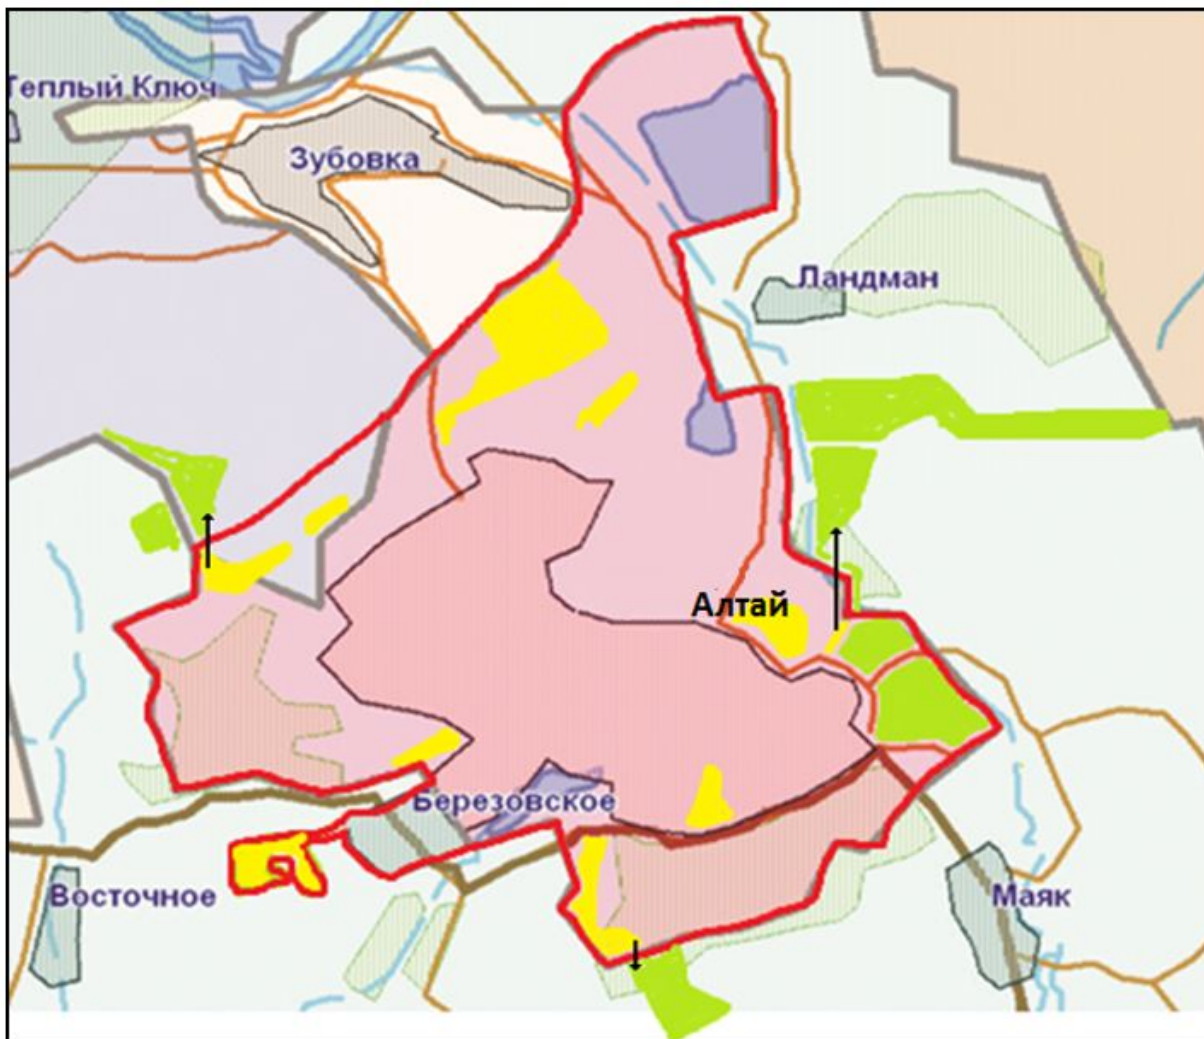 Теплый Ключ
Зубовка
Ландман
Алтай
Березовское
Восточное
Маяк